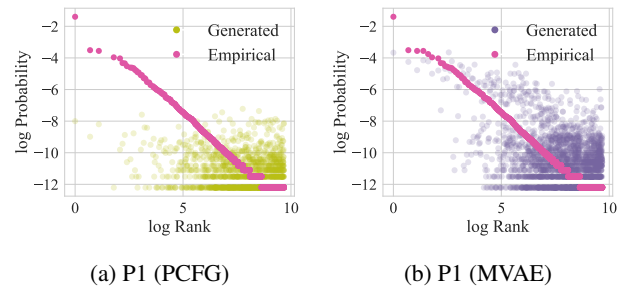 Generated
Empirical
−2
−4
−6
−8
−10
−12
log Probability
0
5
10
log Rank
(a) P1 (PCFG)
Generated
Empirical
−2
−4
−6
−8
−10
−12
log Probability
0
5
10
log Rank
(b) P1 (MVAE)